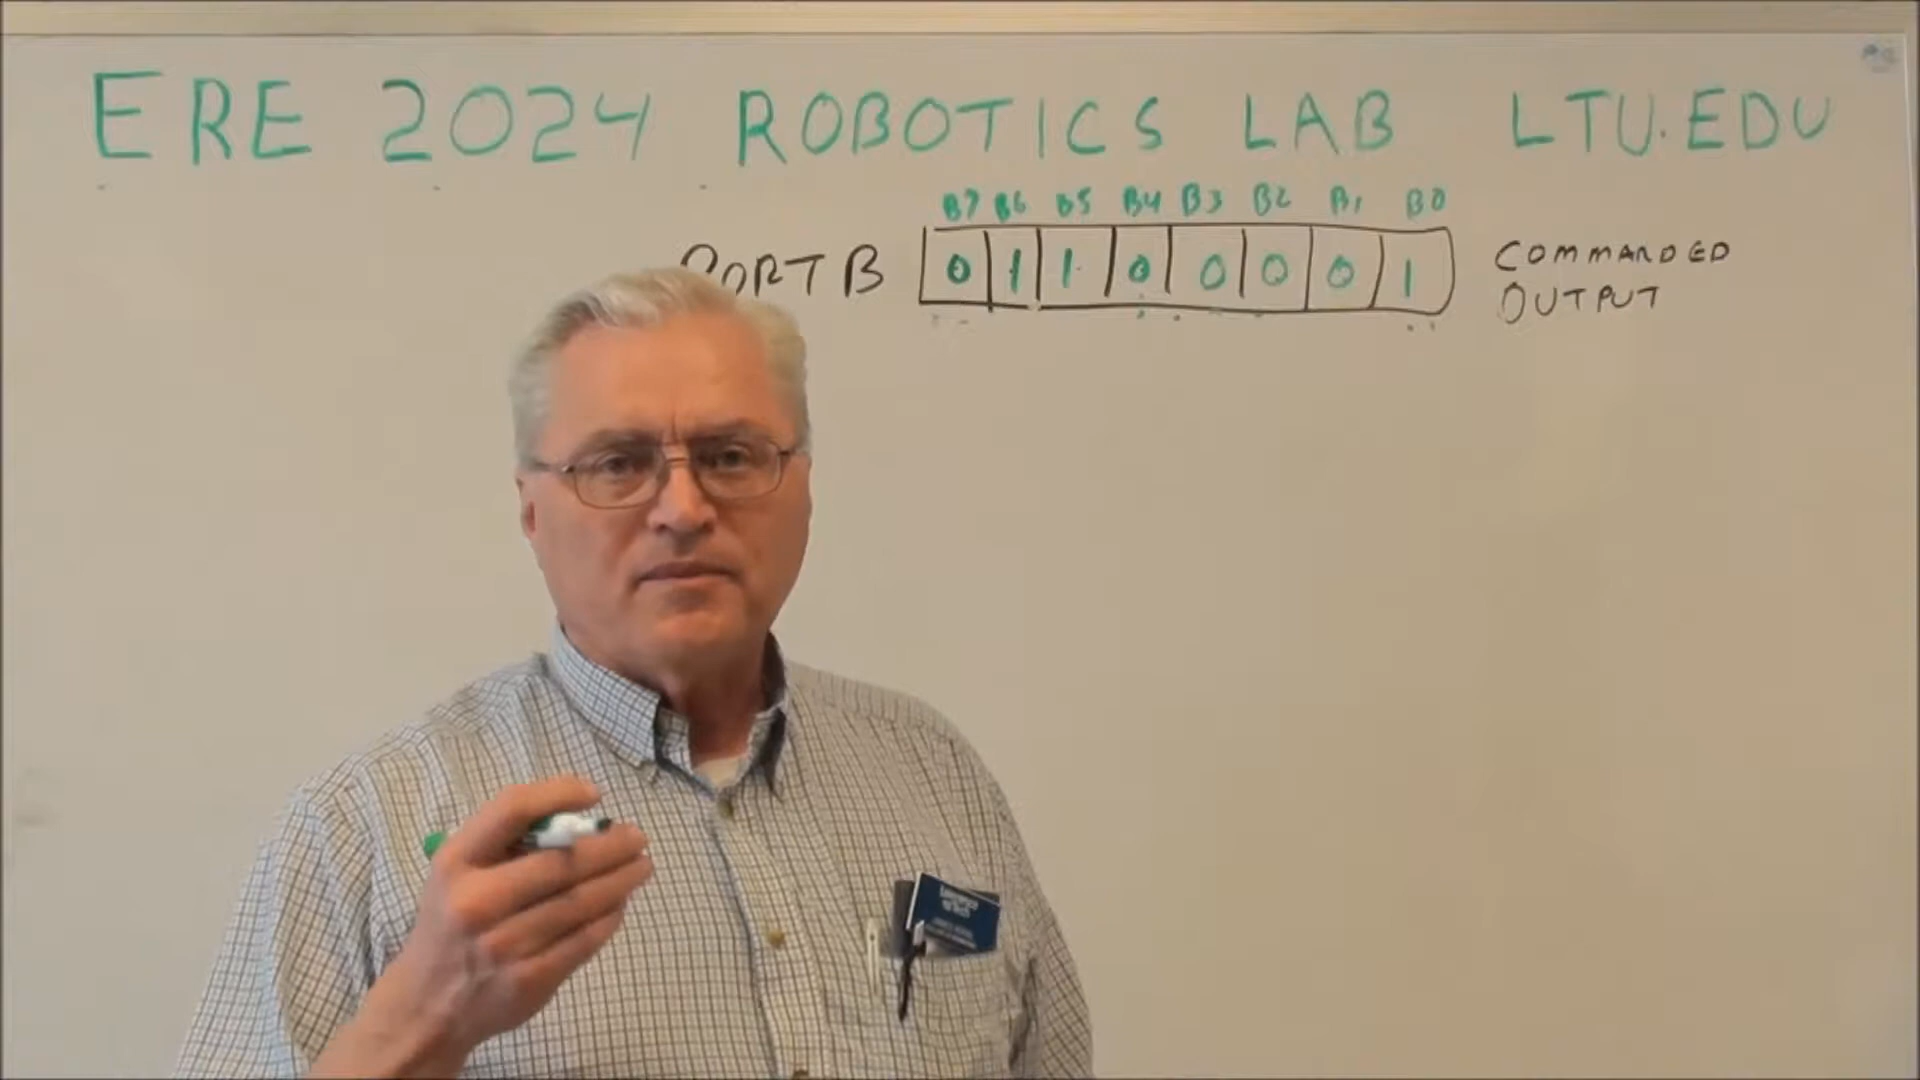 ERE 2024 ROBOTICS LAB LTU.EDU
B7 B6 B5 B4 B3 B2 B1 B0
PORTB 0 1 1 0 0 0 0 1 COMMANDED
OUTPUT